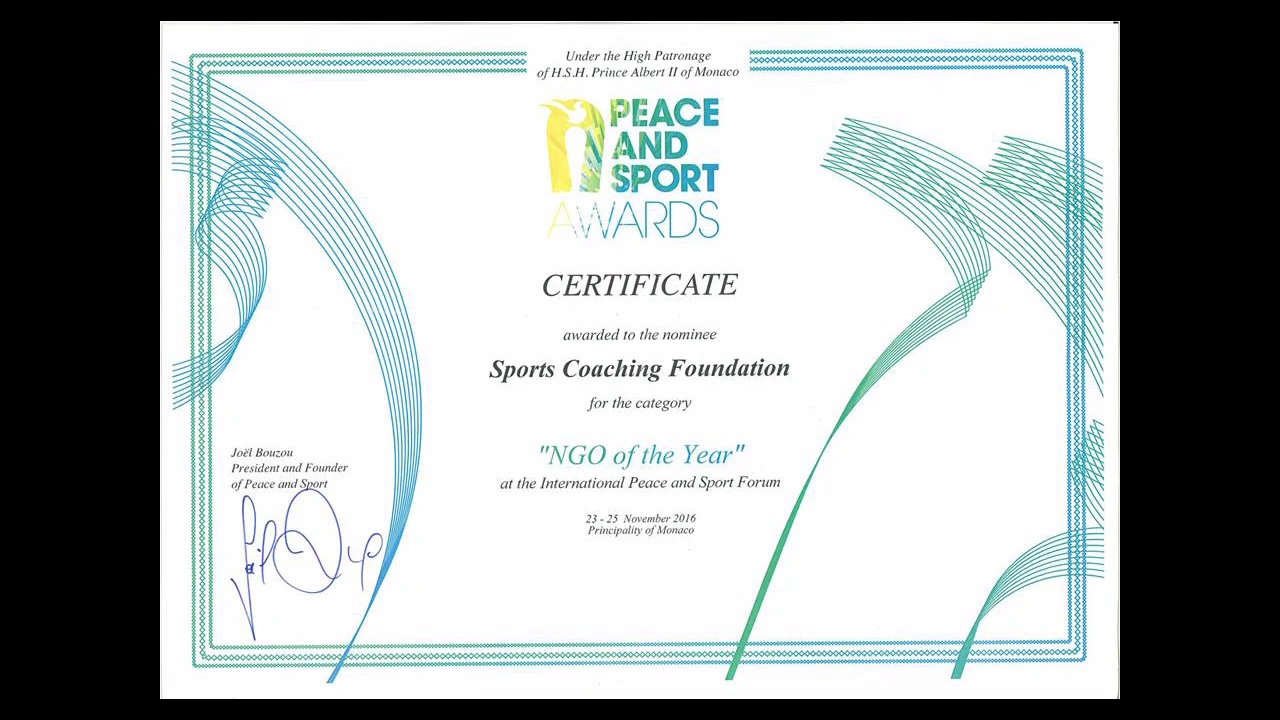 Under the High Patronage
of H.S.H. Prince Albert II of Monaco
PEACE
AND
SPORT
AWARDS
CERTIFICATE
awarded to the nominee
Sports Coaching Foundation
for the category
"NGO of the Year"
at the International Peace and Sport Forum
23 - 25 November 2016
Principality of Monaco
Joël Bouzou
President and Founder
of Peace and Sport